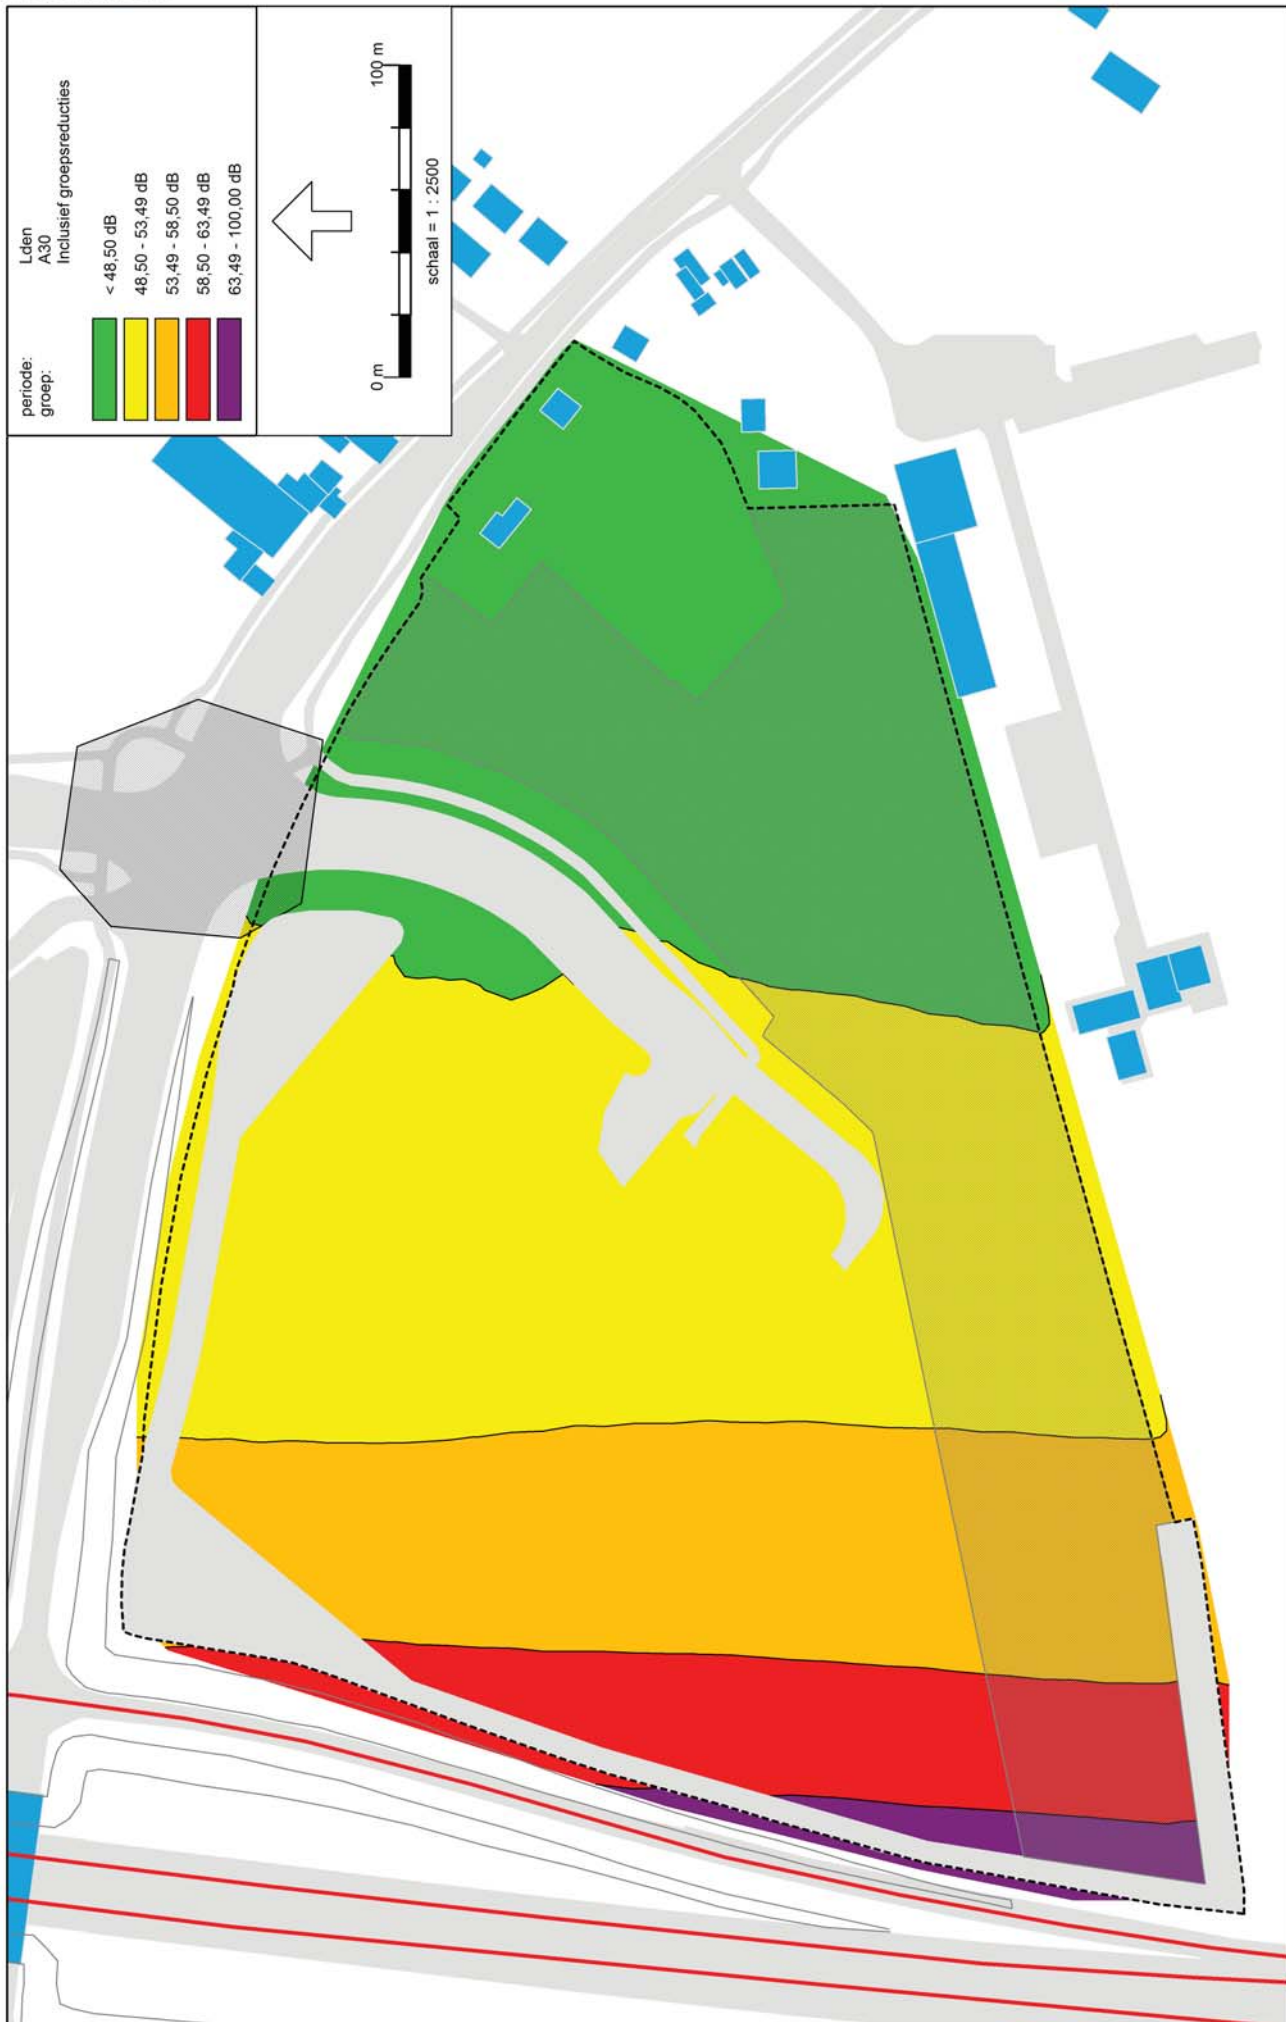 periode: Lden
groep: A30
Inclusief groepsreducties
< 48,50 dB
48,50 - 53,49 dB
53,49 - 58,50 dB
58,50 - 63,49 dB
63,49 - 100,00 dB
0 m 100 m
schaal = 1 : 2500